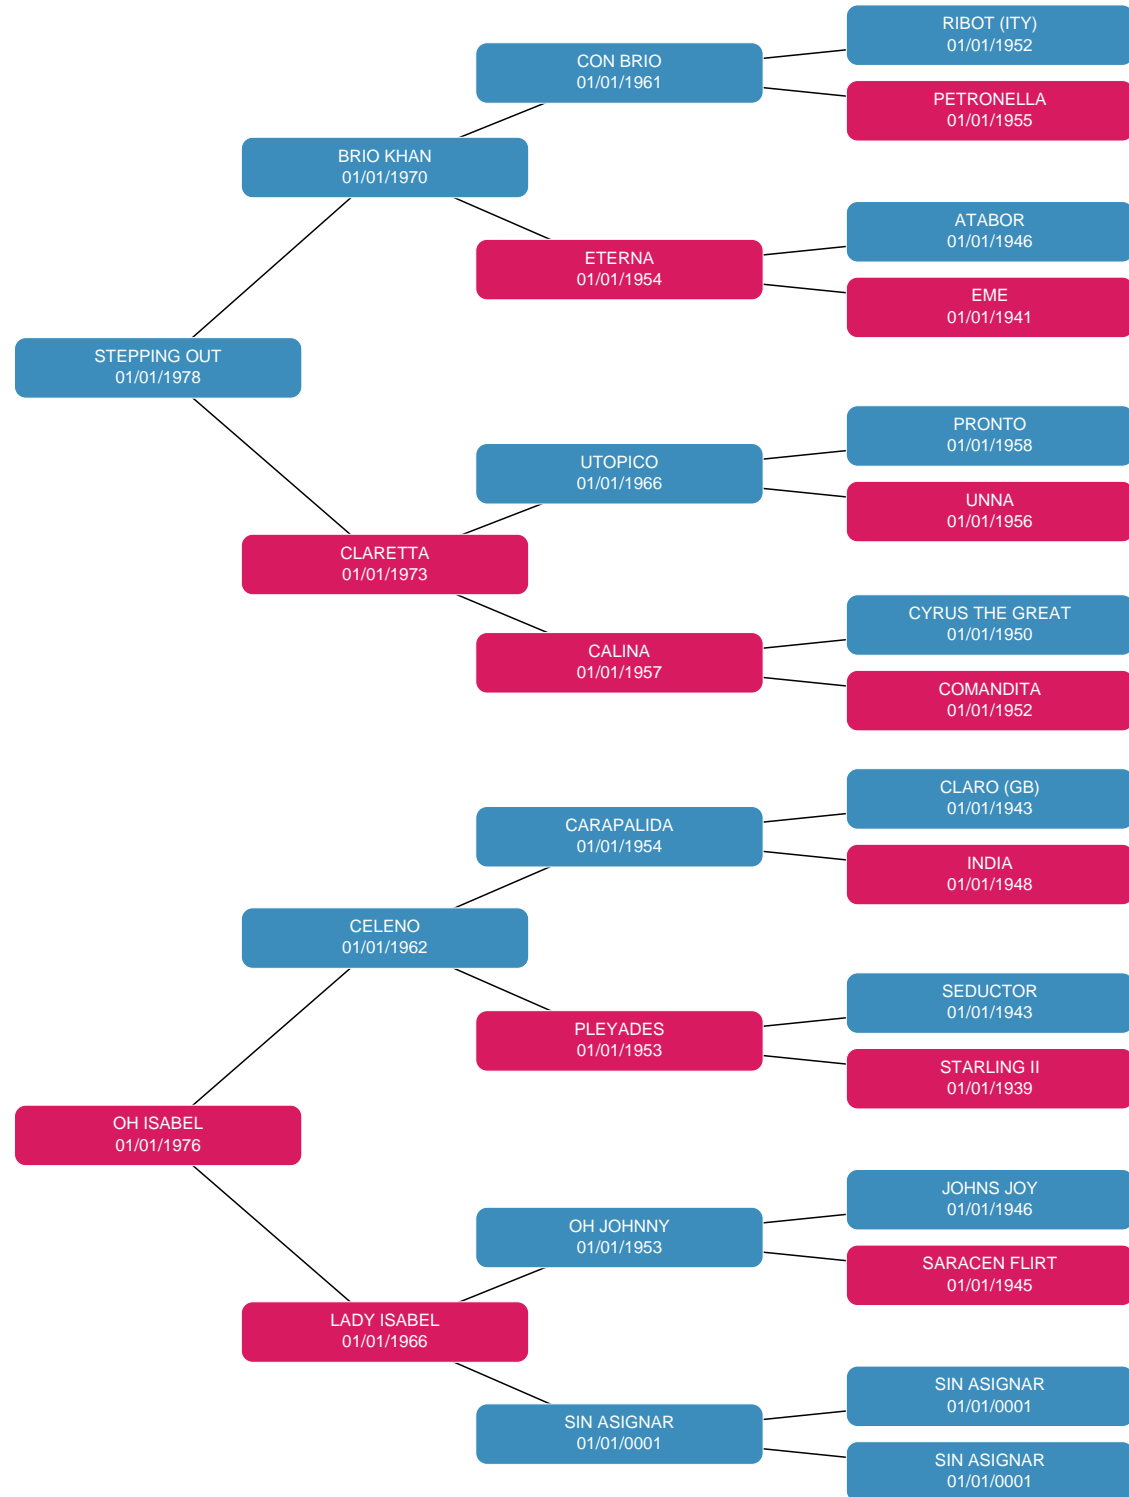 RIBOT (ITY)
01/01/1952
CON BRIO
01/01/1961
PETRONELLA
01/01/1955
BRIO KHAN
01/01/1970
ATABOR
01/01/1946
ETERNA
01/01/1954
EME
01/01/1941
STEPPING OUT
01/01/1978
PRONTO
01/01/1958
UTOPICO
01/01/1966
UNNA
01/01/1956
CLARETTA
01/01/1973
CYRUS THE GREAT
01/01/1950
CALINA
01/01/1957
COMANDITA
01/01/1952
CLARO (GB)
01/01/1943
CARAPALIDA
01/01/1954
INDIA
01/01/1948
CELENO
01/01/1962
SEDUCTOR
01/01/1943
PLEYADES
01/01/1953
STARLING II
01/01/1939
OH ISABEL
01/01/1976
JOHNS JOY
01/01/1946
OH JOHNNY
01/01/1953
SARACEN FLIRT
01/01/1945
LADY ISABEL
01/01/1966
SIN ASIGNAR
01/01/0001
SIN ASIGNAR
01/01/0001
SIN ASIGNAR
01/01/0001